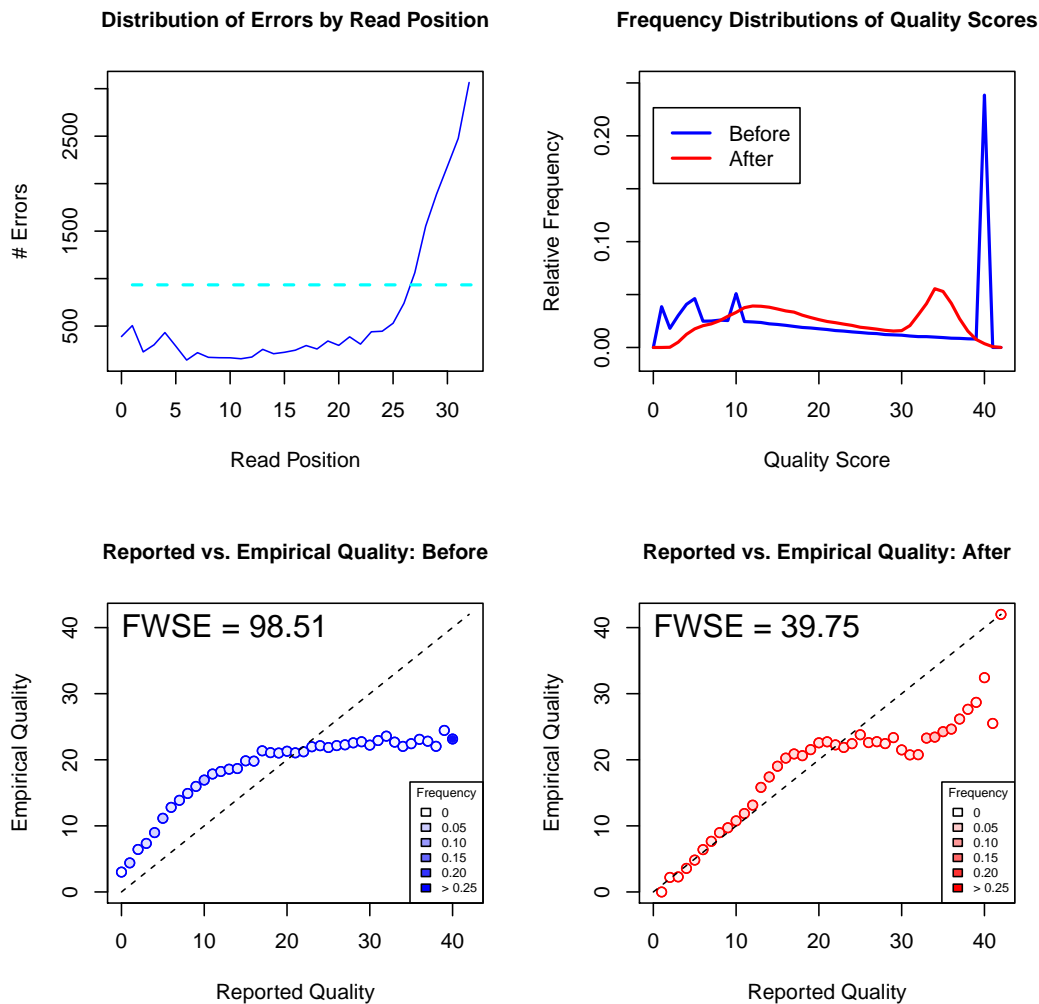 Distribution of Errors by Read Position
# Errors
500
1500
2500
0 5 10 15 20 25 30
Read Position
Frequency Distributions of Quality Scores
Relative Frequency
0.00
0.10
0.20
Before
After
0 10 20 30 40
Quality Score
Reported vs. Empirical Quality: Before
Empirical Quality
0
10
20
30
40
FWSE = 98.51
Frequency
0
0.05
0.10
0.15
0.20
> 0.25
0 10 20 30 40
Reported Quality
Reported vs. Empirical Quality: After
Empirical Quality
0
10
20
30
40
FWSE = 39.75
Frequency
0
0.05
0.10
0.15
0.20
> 0.25
0 10 20 30 40
Reported Quality